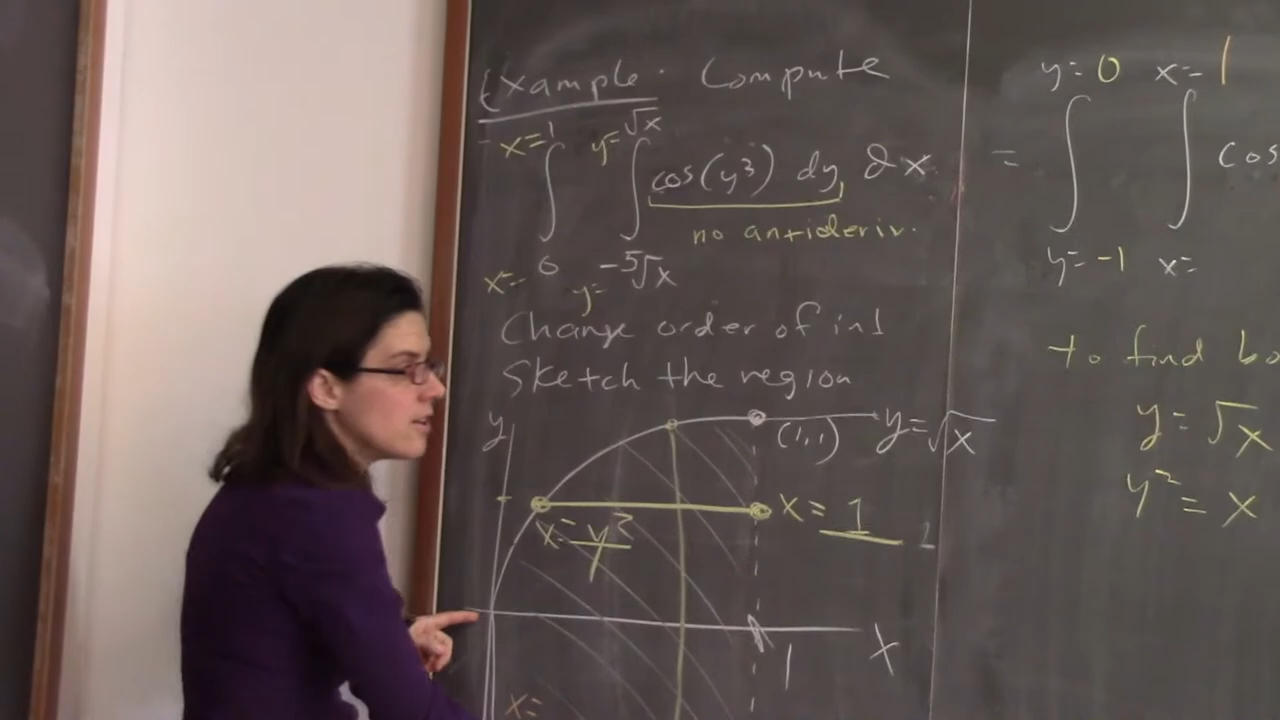 Example. Compute
x=1 y=√x
cos(y³) dy dx
no antideriv.
x=0 y=-⁵√x
Change order of int
Sketch the region
y
(1,1) y=√x
x=y² x=1
1 x
x=
y=0 x=1
= ∫ ∫ cos
y=-1 x=
to find bo
y=√x
y²=x